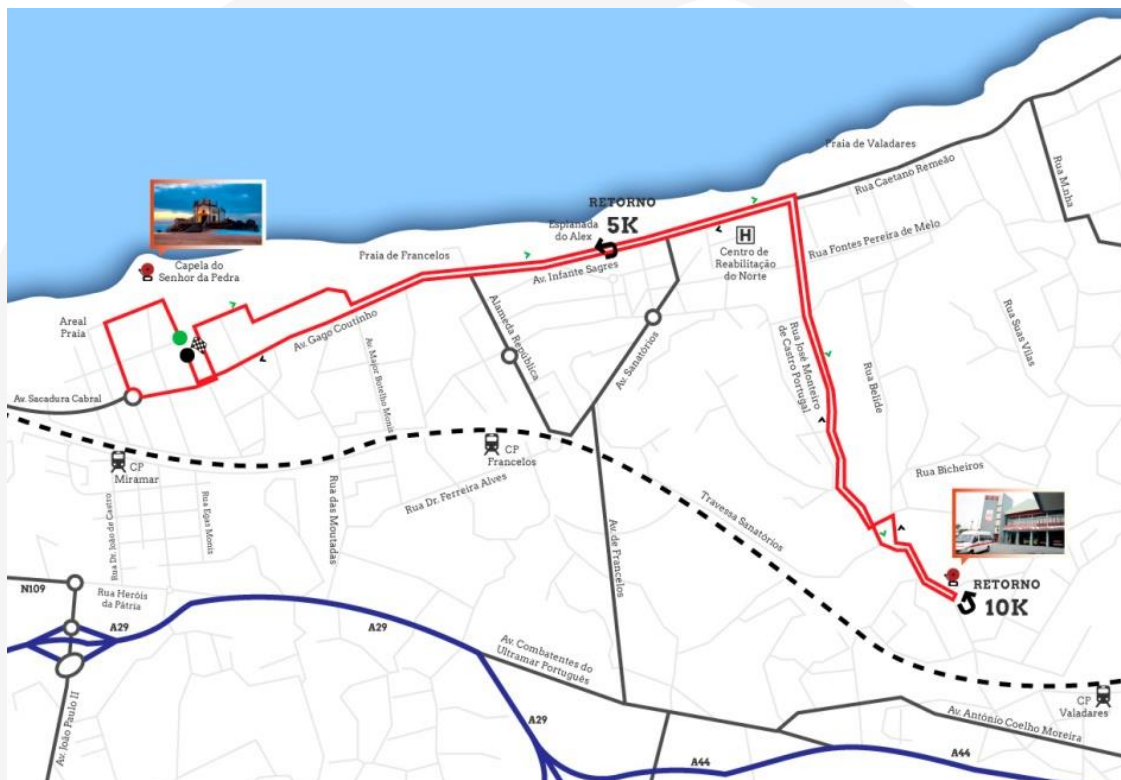 Praia de Valadares
Rua Caetano Remeão
Rua M.nha
RETORNO
5K
Esplanada
do Alex
H
Centro de
Reabilitação
do Norte
Rua Fontes Pereira de Melo
Praia de Francelos
Av. Infante Sagres
Capela do
Senhor da Pedra
Areal
Praia
Av. Gago Coutinho
Alameda República
Av. Sanatórios
Av. Major Botelho Monis
Rua José Monteiro
de Castro Portugal
Rua Belide
Rua Suas Vilas
Av. Sacadura Cabral
CP
Miramar
CP
Francelos
Rua Dr. Ferreira Alves
Rua Bicheiros
Travessa Sanatórios
Rua Dr. João de Castro
Rua Egas Monis
Rua das Moutadas
Av. de Francelos
RETORNO
10K
N109
Rua Heróis
da Pátria
A29
A29
Av. Combatentes do
Ultramar Português
Av. João Paulo II
A29
A44
A44
CP
Valadares
Av. António Coelho Moreira